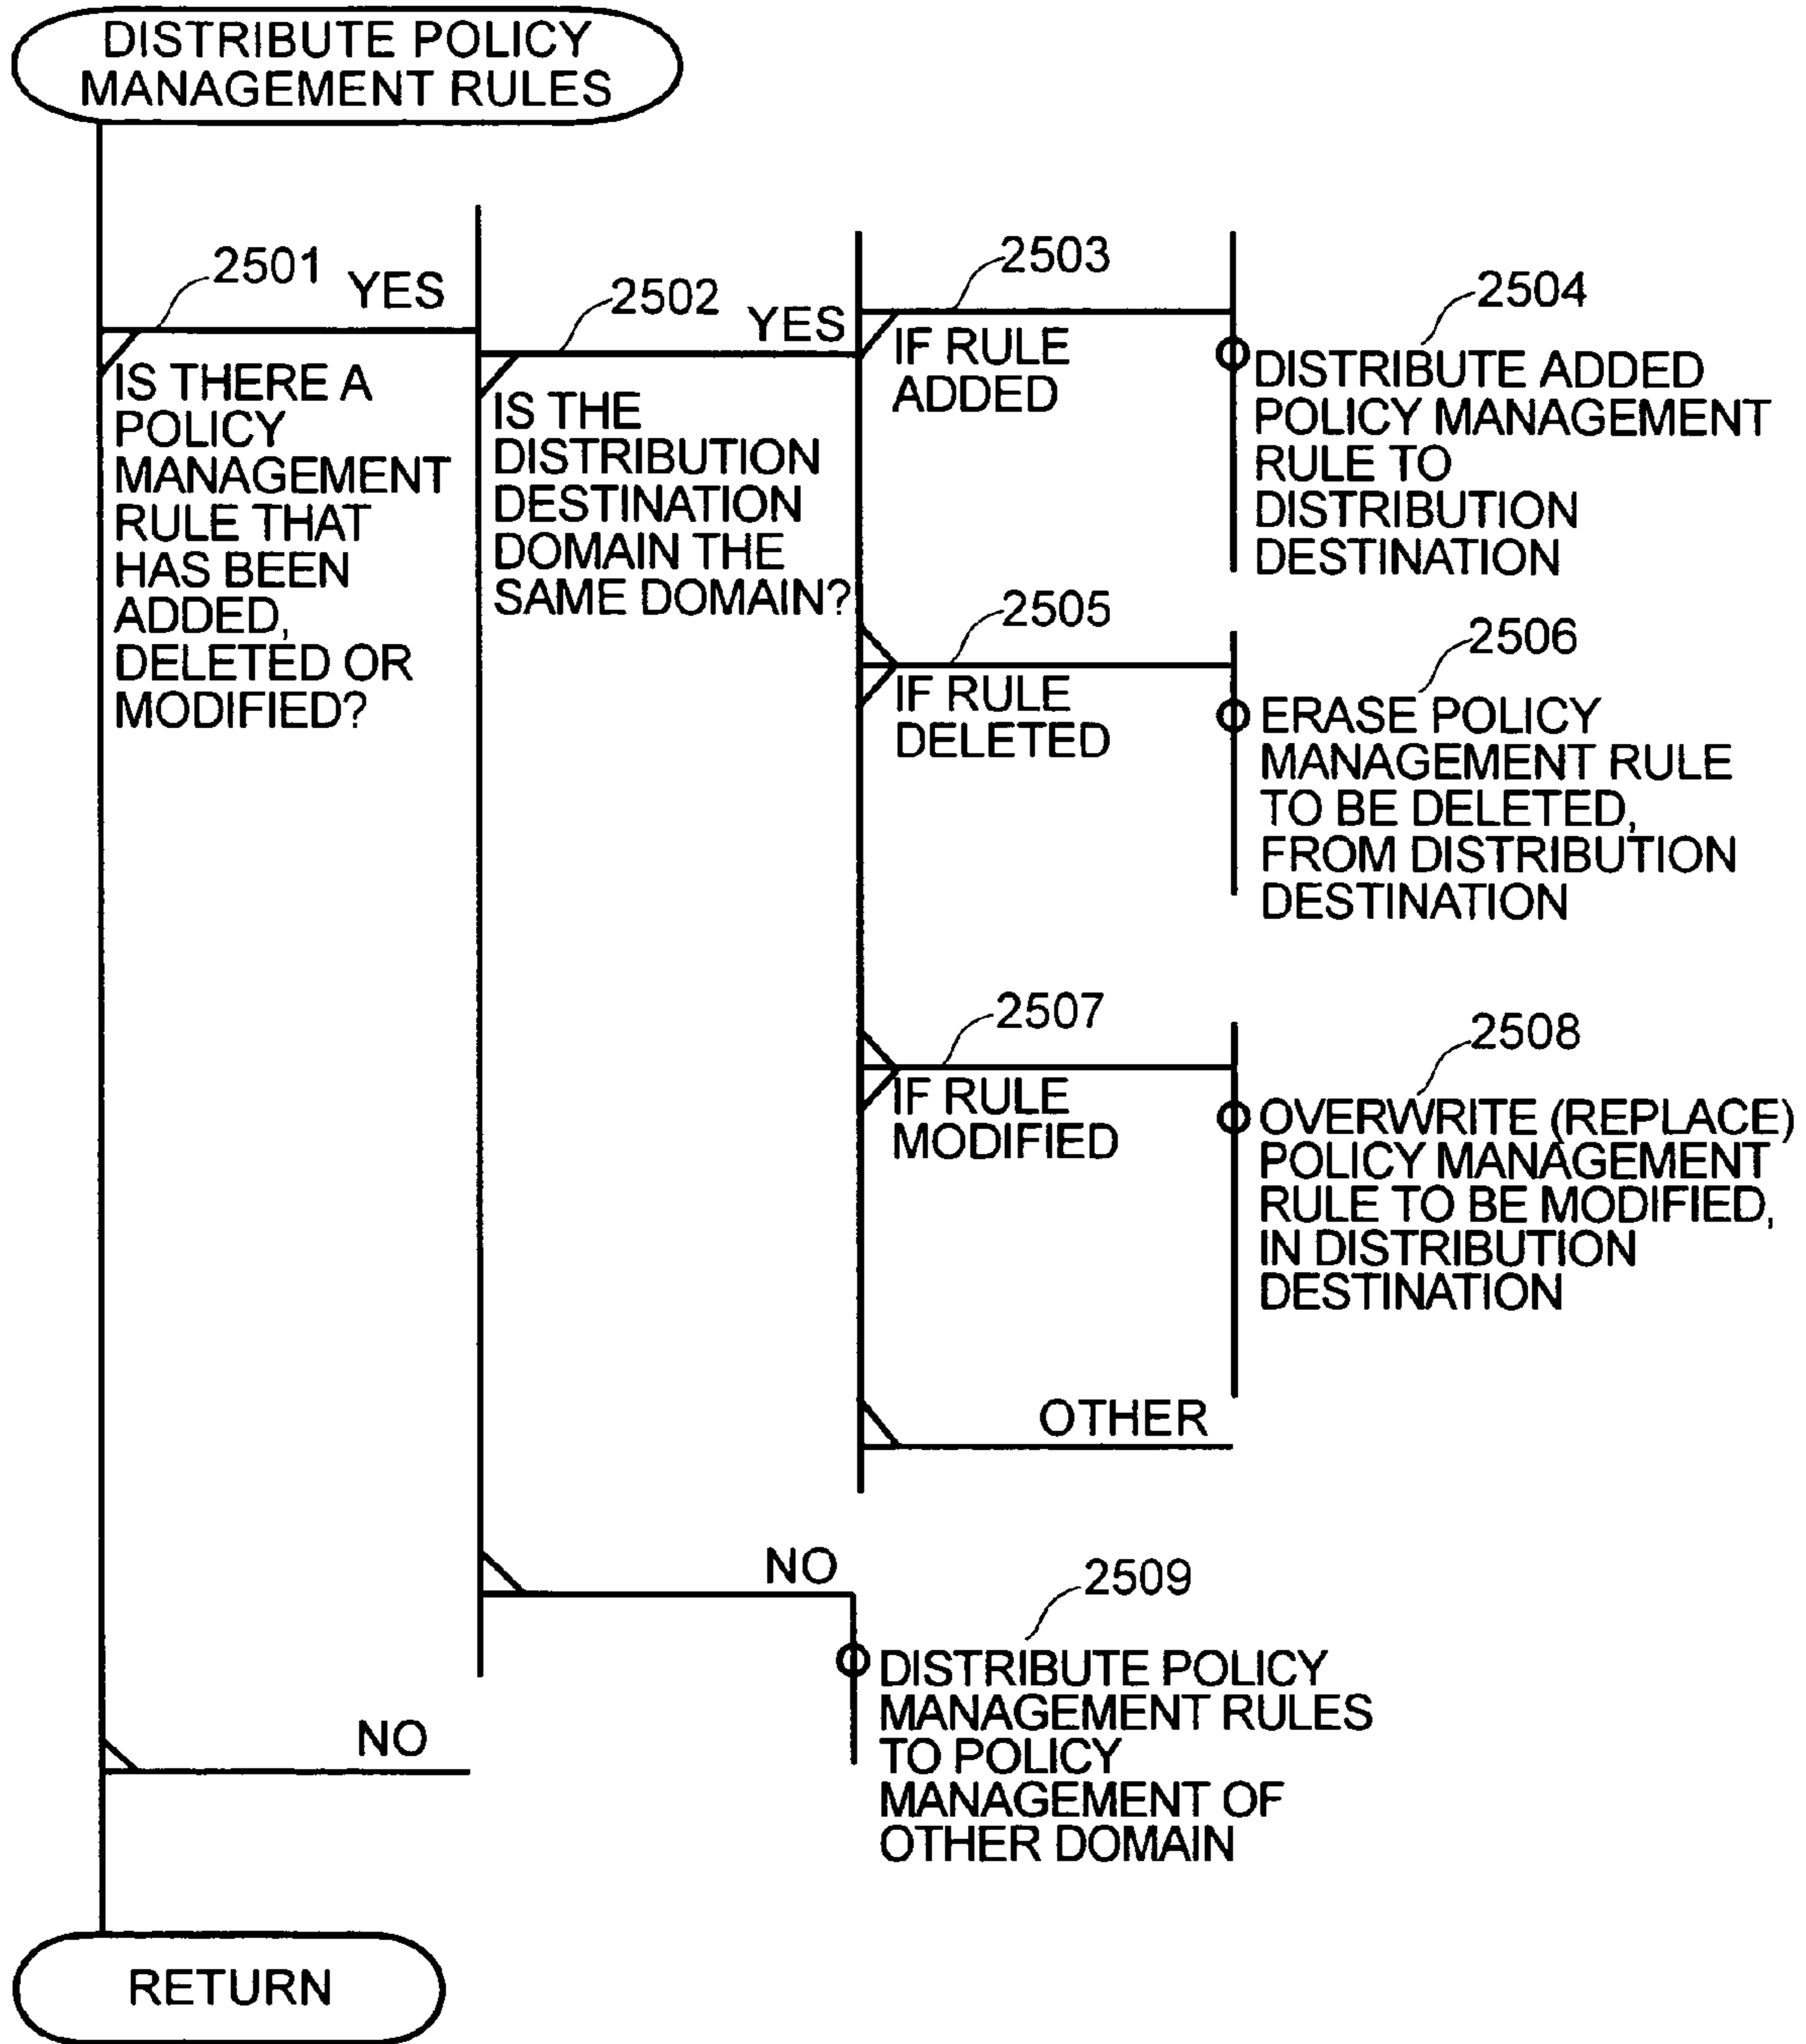 DISTRIBUTE POLICY
MANAGEMENT RULES
2501
YES
IS THERE A
POLICY
MANAGEMENT
RULE THAT
HAS BEEN
ADDED,
DELETED OR
MODIFIED?
2502
YES
IS THE
DISTRIBUTION
DESTINATION
DOMAIN THE
SAME DOMAIN?
2503
IF RULE
ADDED
2504
DISTRIBUTE ADDED
POLICY MANAGEMENT
RULE TO
DISTRIBUTION
DESTINATION
2505
IF RULE
DELETED
2506
ERASE POLICY
MANAGEMENT RULE
TO BE DELETED,
FROM DISTRIBUTION
DESTINATION
2507
IF RULE
MODIFIED
2508
OVERWRITE (REPLACE)
POLICY MANAGEMENT
RULE TO BE MODIFIED,
IN DISTRIBUTION
DESTINATION
OTHER
NO
2509
DISTRIBUTE POLICY
MANAGEMENT RULES
TO POLICY
MANAGEMENT OF
OTHER DOMAIN
NO
RETURN